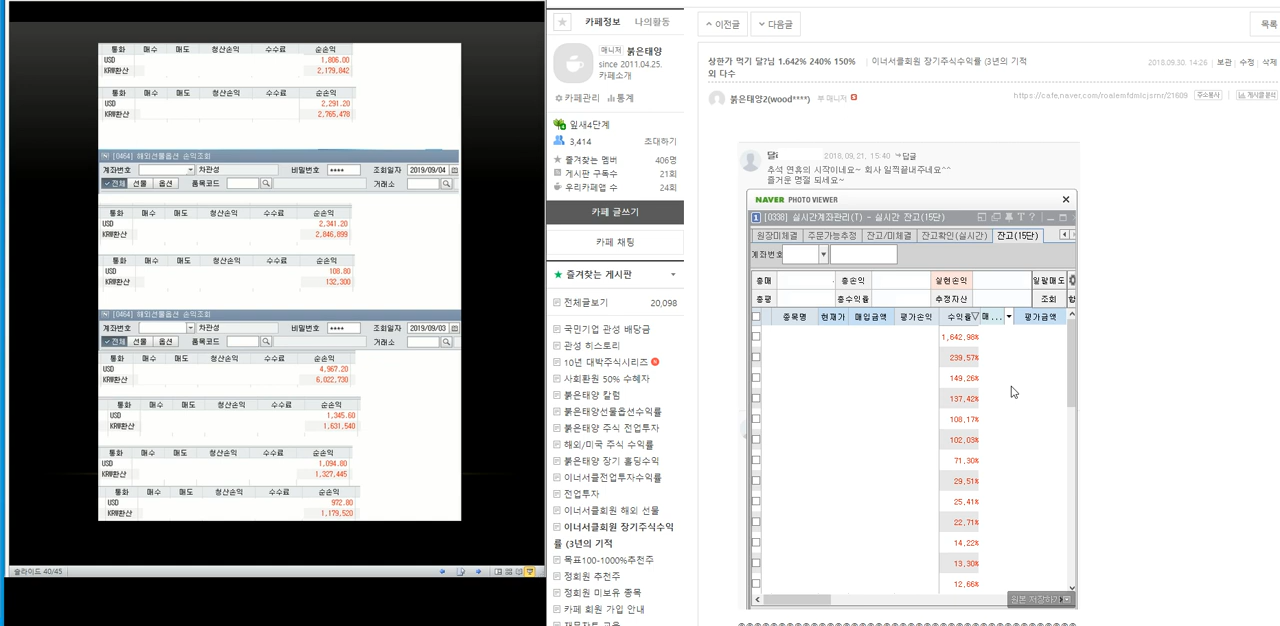 통화 매수 매도 청산손익 수수료 순손익
USD 1,806.00
KRW환산 2,179,842
통화 매수 매도 청산손익 수수료 순손익
USD 2,291.20
KRW환산 2,765,478
[0464] 해외선물옵션 손익조회
계좌번호 차관성 비밀번호 **** 조회일자 2019/09/04
전체 선물 옵션 품목코드 거래소
통화 매수 매도 청산손익 수수료 순손익
USD 2,341.20
KRW환산 2,846,899
통화 매수 매도 청산손익 수수료 순손익
USD 108.80
KRW환산 132,300
[0464] 해외선물옵션 손익조회
계좌번호 차관성 비밀번호 **** 조회일자 2019/09/03
전체 선물 옵션 품목코드 거래소
통화 매수 매도 청산손익 수수료 순손익
USD 4,967.20
KRW환산 6,022,730
통화 매수 매도 청산손익 수수료 순손익
USD 1,345.60
KRW환산 1,631,540
통화 매수 매도 청산손익 수수료 순손익
USD 1,094.80
KRW환산 1,327,445
통화 매수 매도 청산손익 수수료 순손익
USD 972.80
KRW환산 1,179,520
슬라이드 40/45
카페정보 나의활동
매니저 붉은태양
since 2011.04.25.
카페소개
카페관리 통계
잎새4단계
3,414 초대하기
즐겨찾는 멤버 406명
게시판 구독수 21회
우리카페앱 수 24회
카페 글쓰기
카페 채팅
즐겨찾는 게시판
전체글보기 20,098
국민기업 관성 배당금
관성 히스토리
10년 대박주식시리즈
사회환원 50% 수혜자
붉은태양 칼럼
붉은태양선물옵션수익률
붉은태양 주식 전업투자
해외/미국 주식 수익률
붉은태양 장기 홀딩수익
이너서클전업투자수익률
전업투자
이너서클회원 해외 선물
이너서클회원 장기주식수익
률 (3년의 기적
목표100-1000%추천주
정회원 추천주
정회원 미보유 종목
카페 회원 가입 안내
이전글 다음글 목록
상한가 먹기 달?님 1.642% 240% 150%
외 다수
이너서클회원 장기주식수익률 (3년의 기적
2018.09.30. 14:26 보관 수정 삭제
붉은태양2(wood****) 부매니저
https://cafe.naver.com/roalemfdmlcjsrnr/21609 주소복사 게시글 분석
2018.09.21. 15:40 답글
추석 연휴의 시작이네요~ 회사 일찍끝내주네요^^
즐거운 명절 되세요~
NAVER PHOTO VIEWER
[0338] 실시간계좌관리(T) - 실시간 잔고(15단)
원장미체결 주문가능추정 잔고/미체결 잔고확인(실시간) 잔고(15단)
계좌번호
총매 총손익 실현손익 일괄매도
총평 총수익률 추정자산 조회
종목명 현재가 매입금액 평가손익 수익률 매... 평가금액
1,642,98%
239,57%
149,26%
137,42%
108,17%
102,03%
71,30%
29,51%
25,41%
22,71%
14,22%
13,30%
12,66%
원본 저장하기